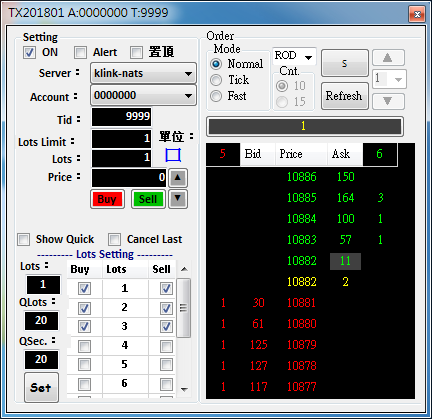 TX201801 A:0000000 T:9999
Setting
ON Alert 置頂
Server： klink-nats
Account： 0000000
Tid： 9999
Lots Limit： 1 單位：
Lots： 1 口
Price： 0
Buy Sell
Show Quick Cancel Last
Lots Setting
Lots： Buy Lots Sell
1 1
QLots： 2
20 3
QSec. 4
20 5
Set 6
Order
Mode
Normal
Tick
Fast
ROD
Cnt.
10
15
S
Refresh
1
1
5 Bid Price Ask 6
10886 150
10885 164 3
10884 100 1
10883 57 1
10882 11
10882 2
1 30 10881
1 61 10880
1 125 10879
1 127 10878
1 117 10877